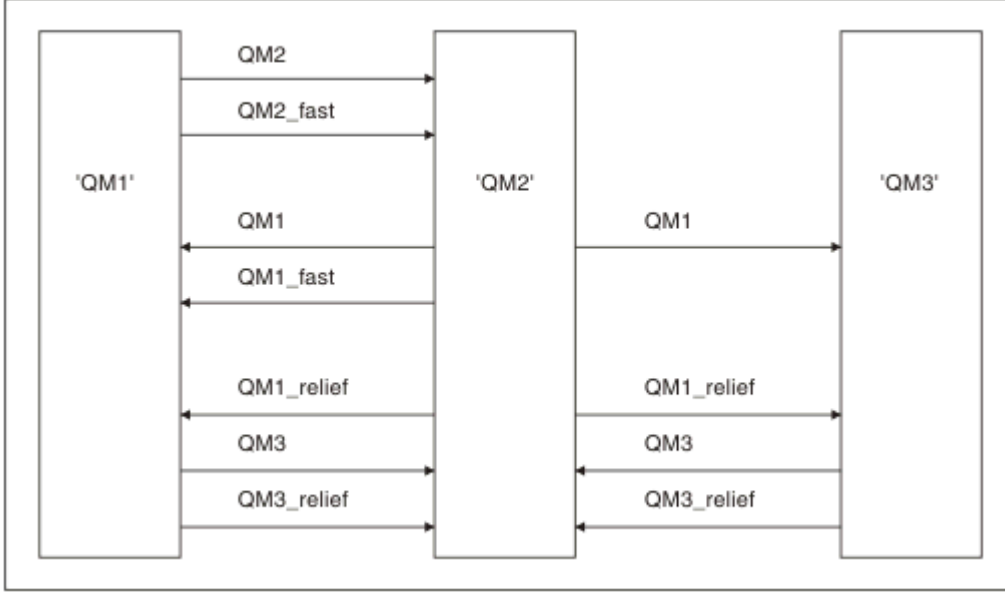 QM2
QM2_fast
'QM1'
'QM2'
'QM3'
QM1
QM1
QM1_fast
QM1_relief
QM1_relief
QM3
QM3
QM3_relief
QM3_relief